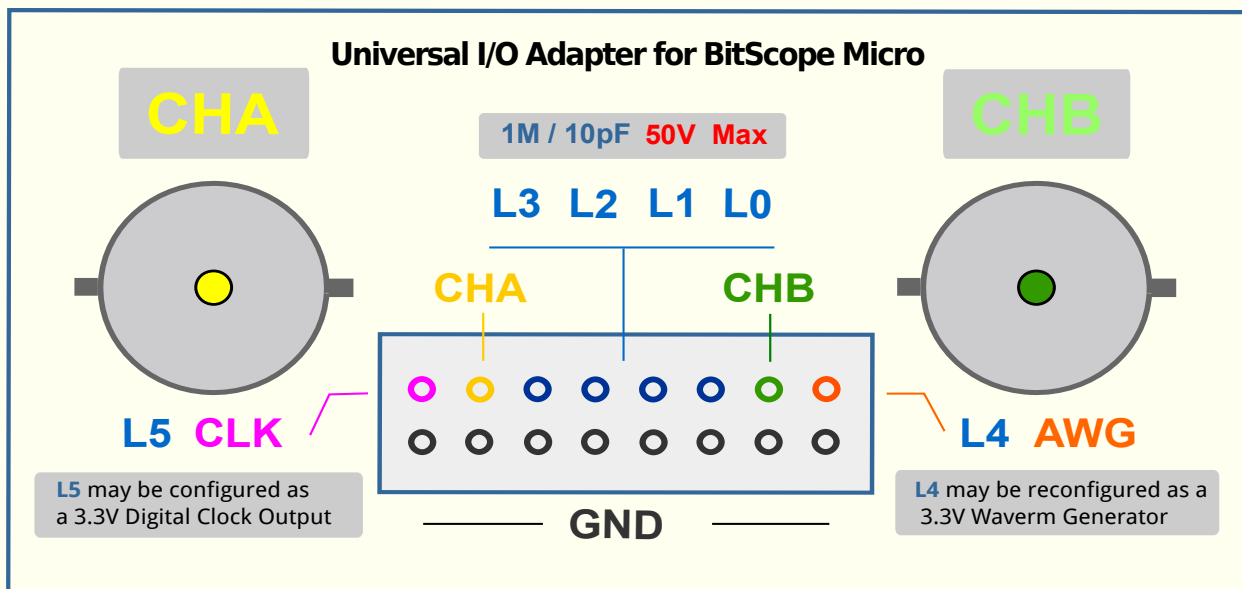 Universal I/O Adapter for BitScope Micro
CHA
CHB
1M / 10pF 50V Max
L3 L2 L1 L0
CHA
CHB
L5 CLK
L4 AWG
L5 may be configured as
a 3.3V Digital Clock Output
L4 may be reconfigured as a
3.3V Waverm Generator
GND